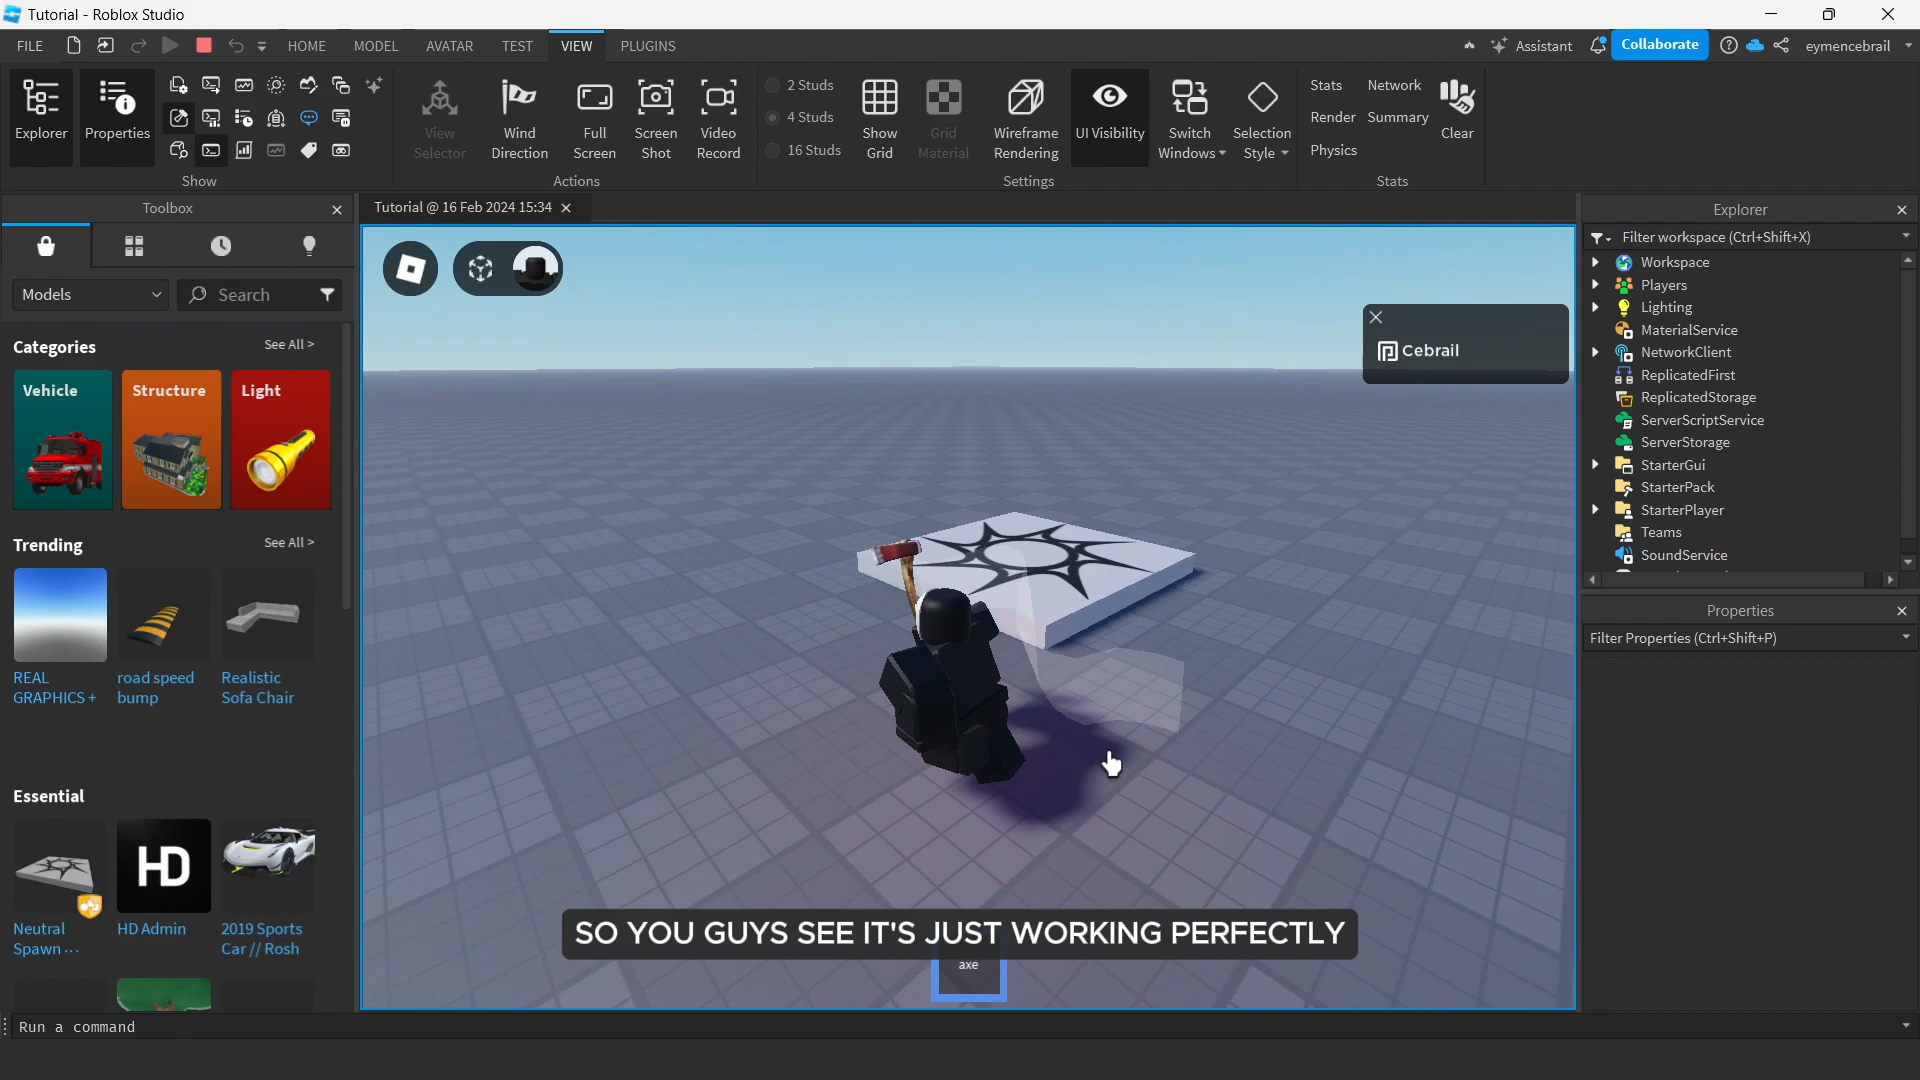 Tutorial - Roblox Studio
FILE
HOME
MODEL
AVATAR
TEST
VIEW
PLUGINS
Assistant
Collaborate
eymencebrail
Explorer
Properties
Show
View
Selector
Wind
Direction
Full
Screen
Screen
Shot
Video
Record
Actions
2 Studs
4 Studs
16 Studs
Show
Grid
Grid
Material
Wireframe
Rendering
UI Visibility
Switch
Windows
Selection
Style
Settings
Stats
Network
Render
Summary
Physics
Clear
Stats
Toolbox
Tutorial @ 16 Feb 2024 15:34
Models
Search
Categories
See All >
Vehicle
Structure
Light
Trending
See All >
REAL
GRAPHICS +
road speed
bump
Realistic
Sofa Chair
Essential
HD
Neutral
Spawn ...
HD Admin
2019 Sports
Car // Rosh
Cebrail
SO YOU GUYS SEE IT'S JUST WORKING PERFECTLY
axe
Explorer
Filter workspace (Ctrl+Shift+X)
Workspace
Players
Lighting
MaterialService
NetworkClient
ReplicatedFirst
ReplicatedStorage
ServerScriptService
ServerStorage
StarterGui
StarterPack
StarterPlayer
Teams
SoundService
Properties
Filter Properties (Ctrl+Shift+P)
Run a command